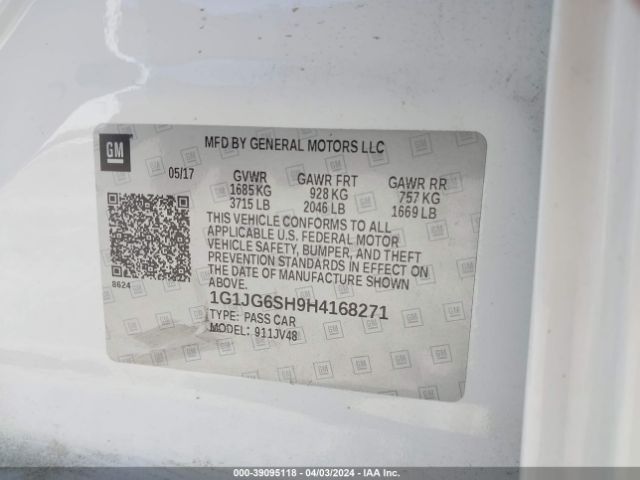 GM
MFD BY GENERAL MOTORS LLC
05/17
GVWR GAWR FRT GAWR RR
1685 KG 928 KG 757 KG
3715 LB 2046 LB 1669 LB
THIS VEHICLE CONFORMS TO ALL
APPLICABLE U.S. FEDERAL MOTOR
VEHICLE SAFETY, BUMPER, AND THEFT
PREVENTION STANDARDS IN EFFECT ON
THE DATE OF MANUFACTURE SHOWN
ABOVE.
8624
1G1JG6SH9H4168271
TYPE: PASS CAR
MODEL: 911JV48
000-39095118 - 04/03/2024 - IAA Inc.